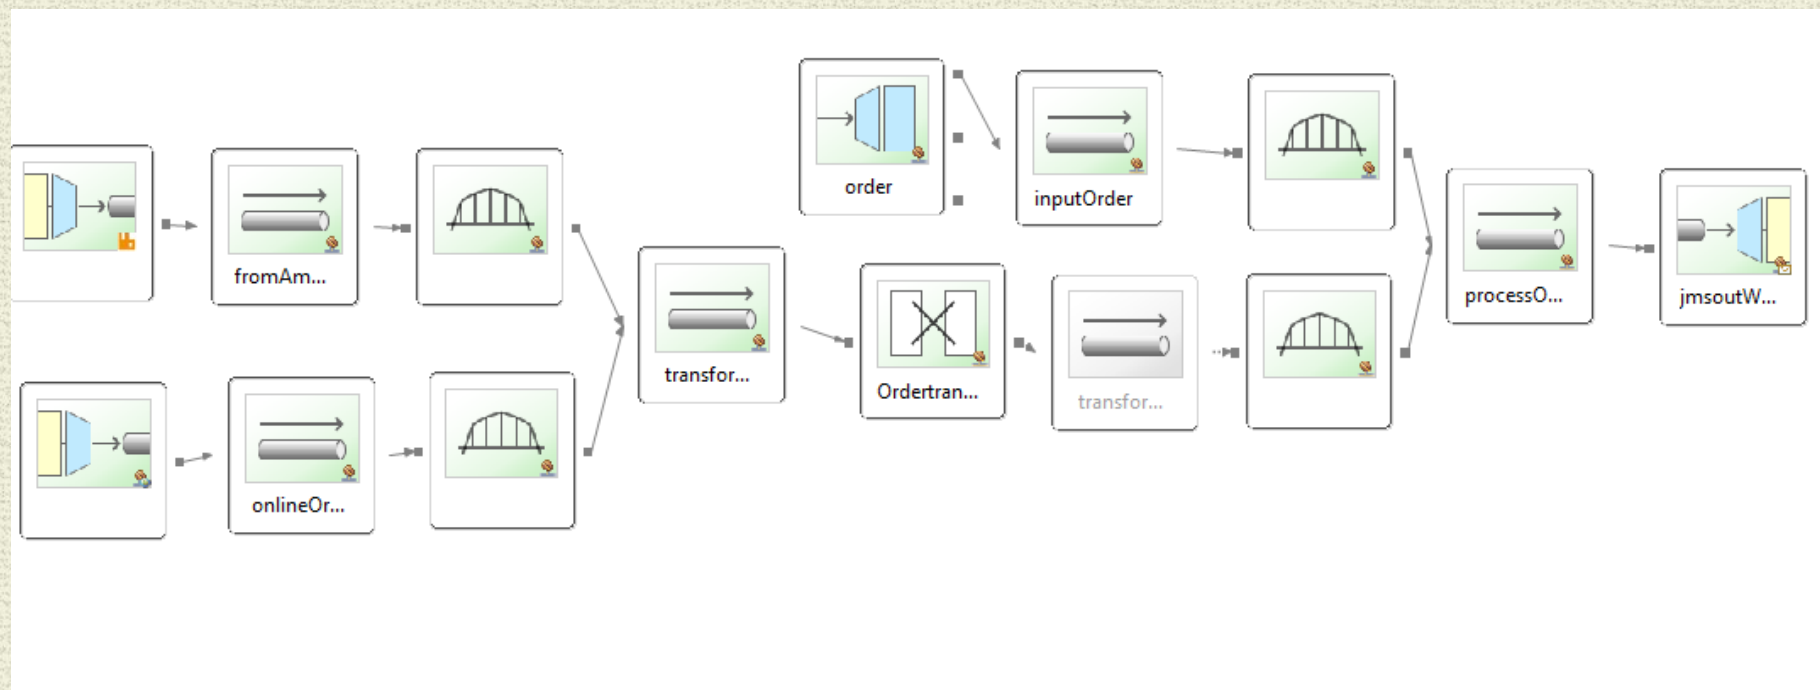 order
inputOrder
fromAm...
processO...
jmsoutW...
transfor...
Ordertran...
transfor...
onlineOr...